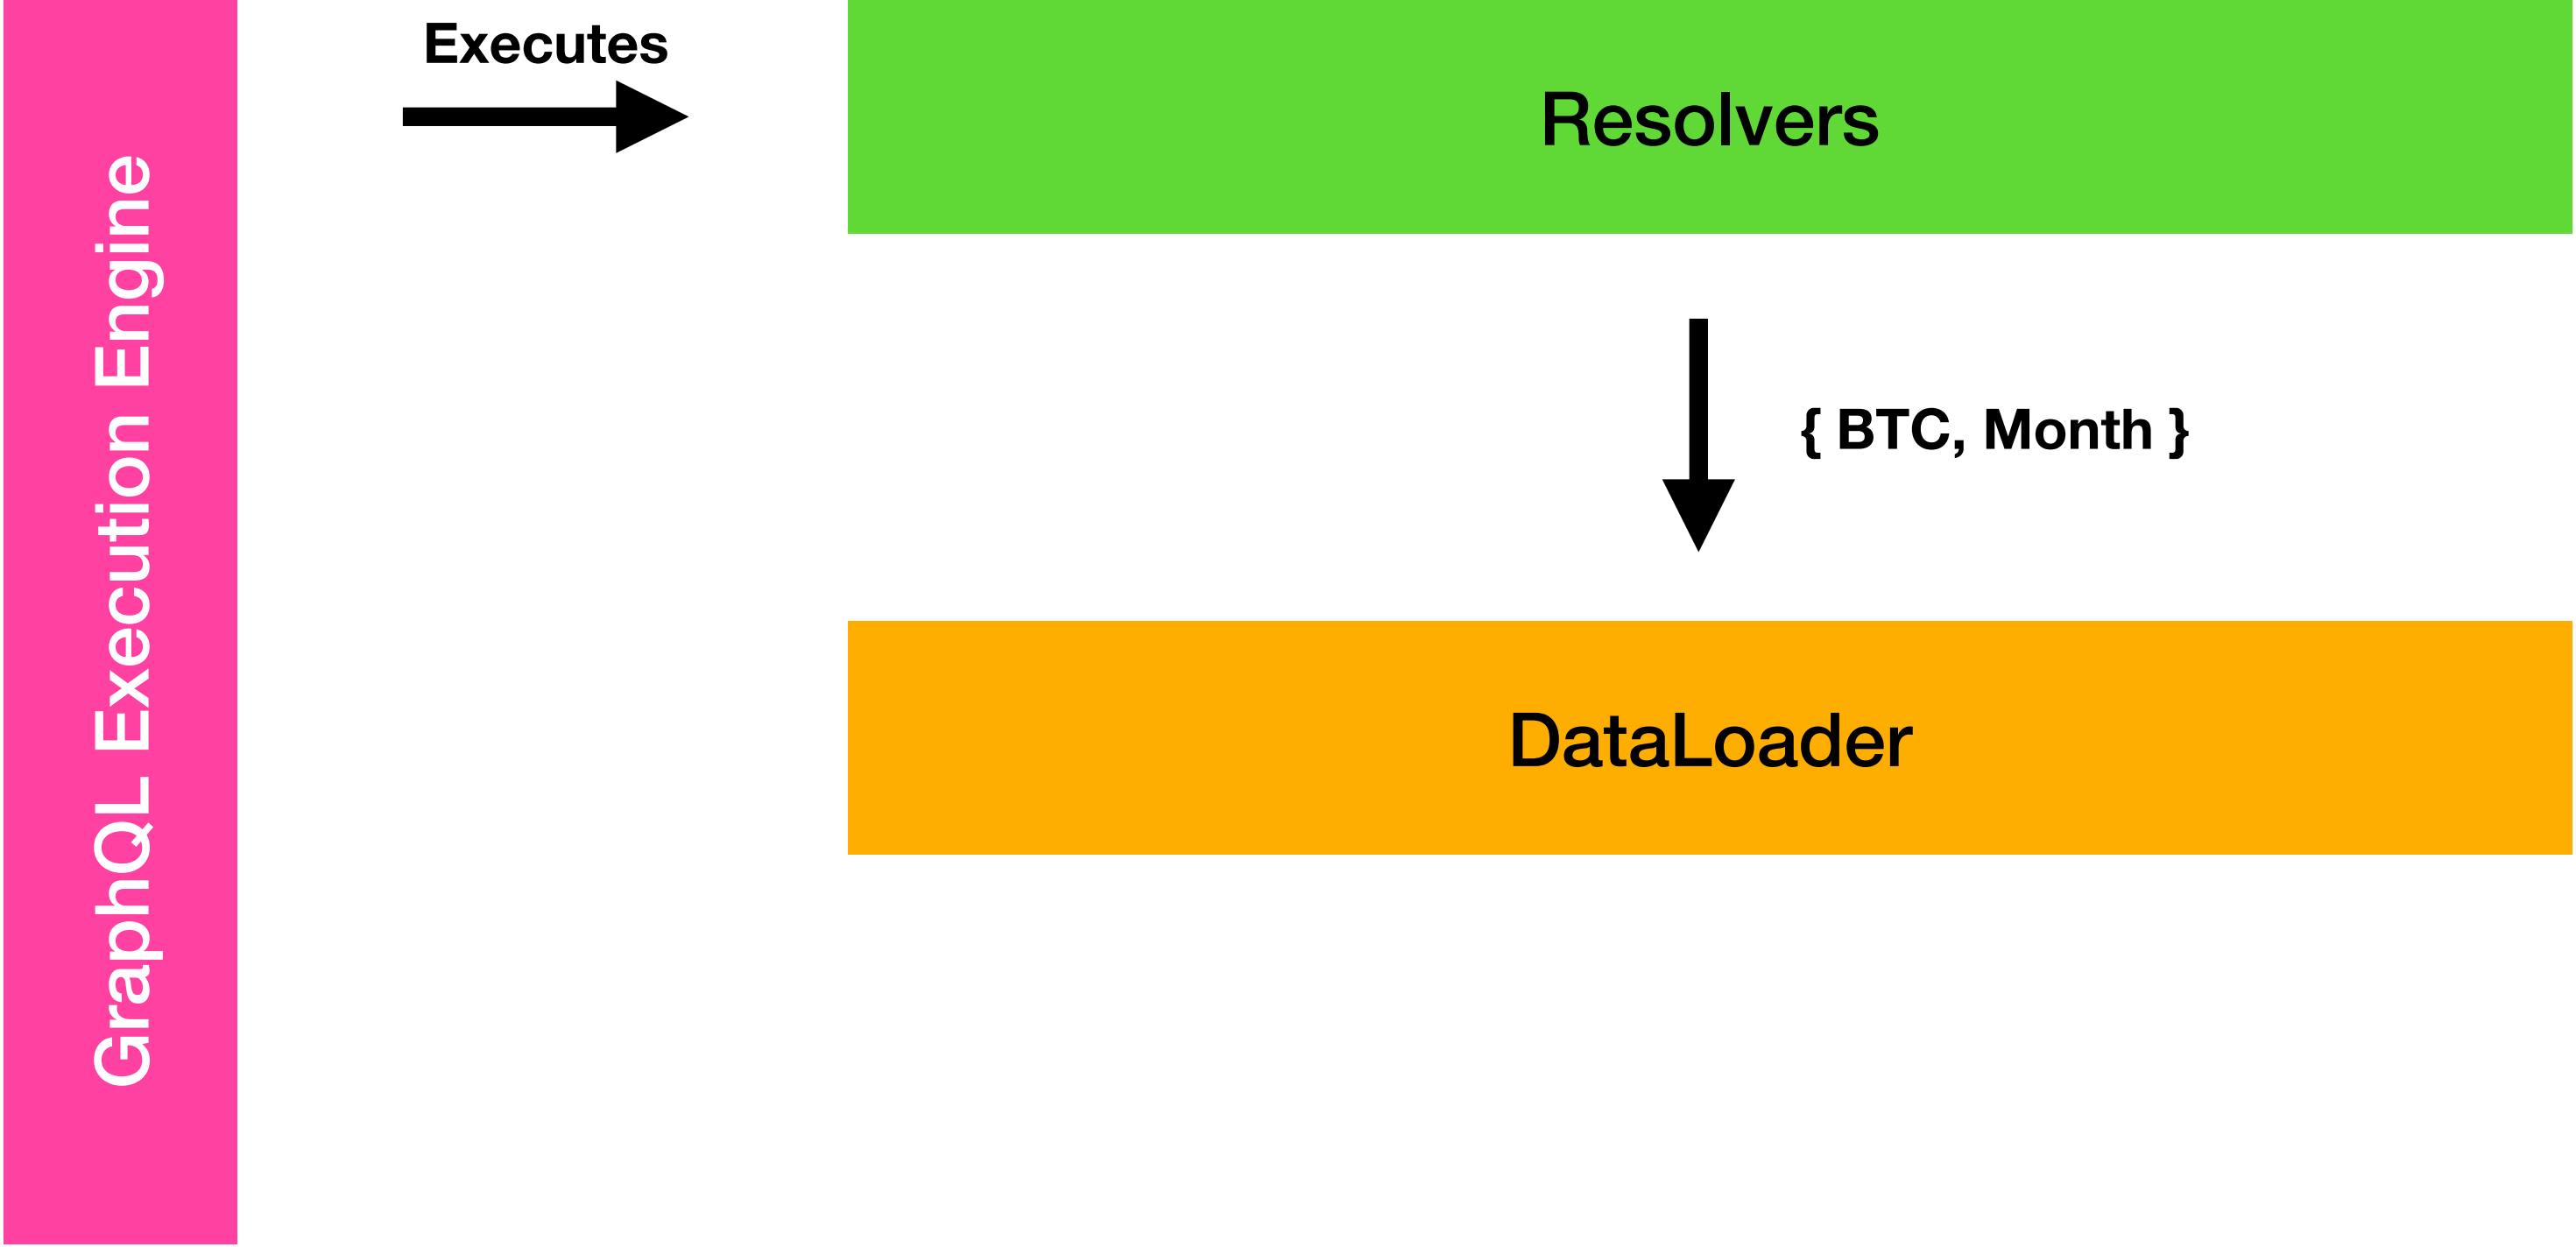 GraphQL Execution Engine
Executes
Resolvers
{ BTC, Month }
DataLoader